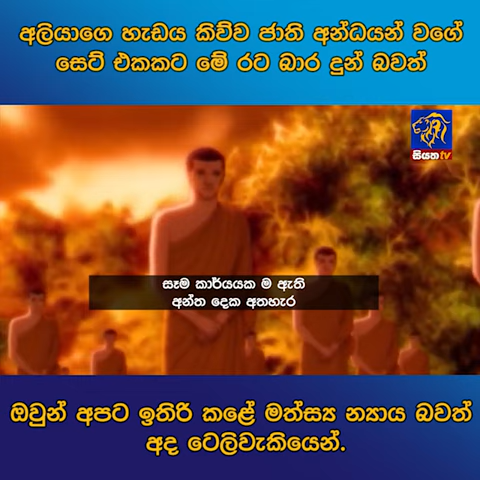 අලියාගෙ හැඩය කිව්ව ජාති අන්ධයන් වගේ
සෙට් එකකට මේ රට බාර දුන් බවත්
සියත tv
සෑම කාර්යයක ම ඇති
අන්ත දෙක අතහැර
ඔවුන් අපට ඉතිරි කළේ මත්ස්‍ය න්‍යාය බවත්
අද ටෙලිවැකියෙන්.